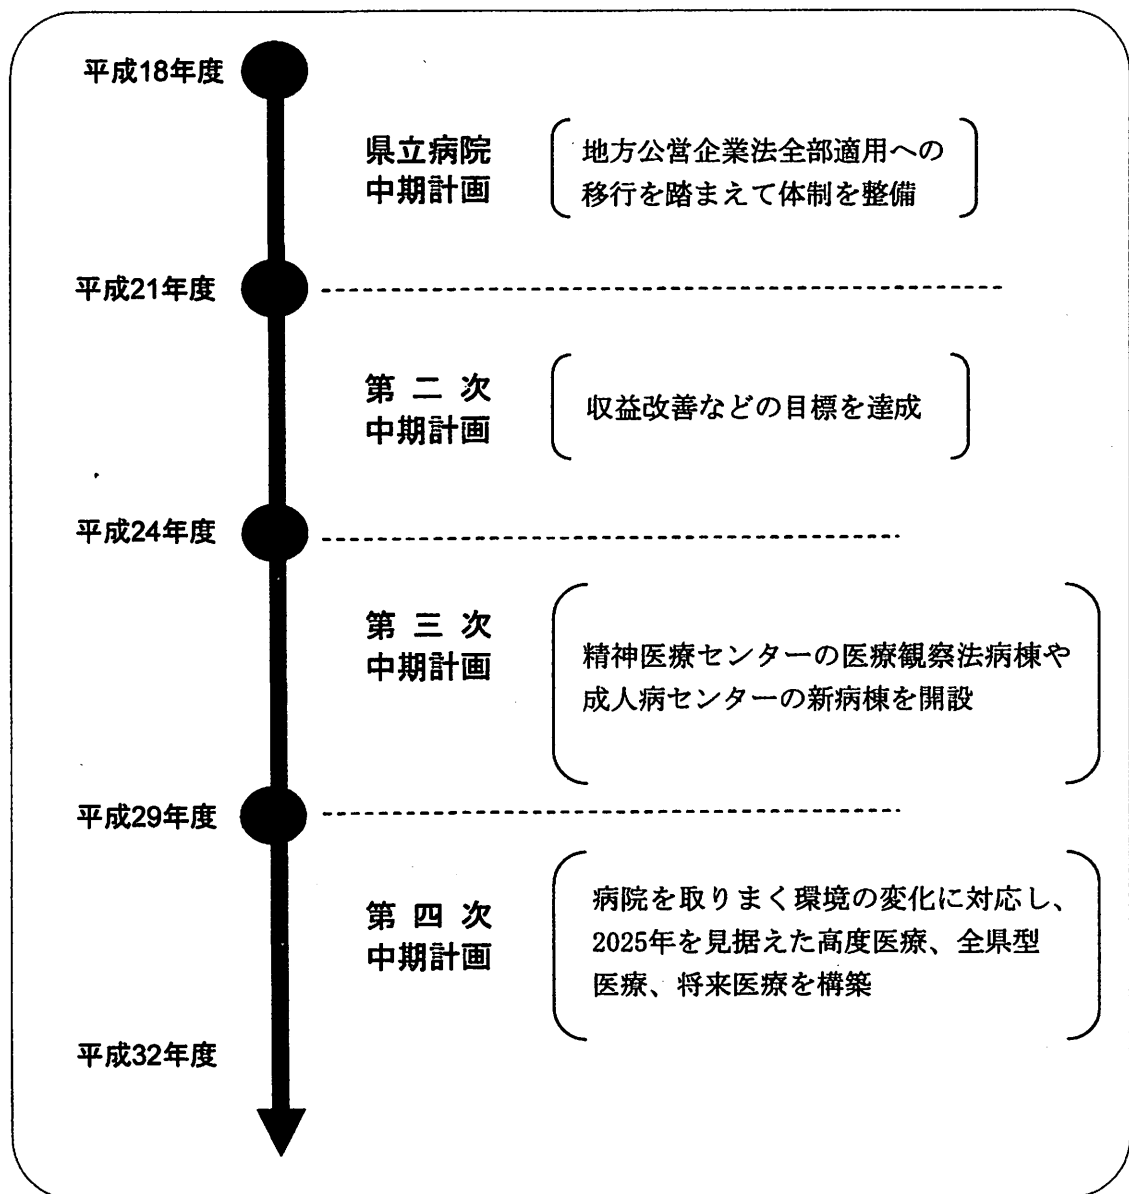 平成18年度
県立病院
中期計画
地方公営企業法全部適用への
移行を踏まえて体制を整備
平成21年度
第二次
中期計画
収益改善などの目標を達成
平成24年度
第三次
中期計画
精神医療センターの医療観察法病棟や
成人病センターの新病棟を開設
平成29年度
第四次
中期計画
病院を取りまく環境の変化に対応し、
2025年を見据えた高度医療、全県型
医療、将来医療を構築
平成32年度